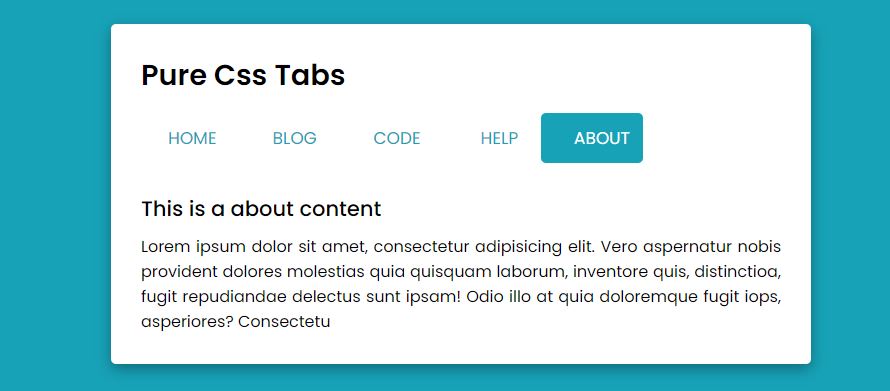 Pure Css Tabs
HOME BLOG CODE HELP ABOUT
This is a about content
Lorem ipsum dolor sit amet, consectetur adipisicing elit. Vero aspernatur nobis
provident dolores molestias quia quisquam laborum, inventore quis, distinctioa,
fugit repudiandae delectus sunt ipsam! Odio illo at quia doloremque fugit iops,
asperiores? Consectetu